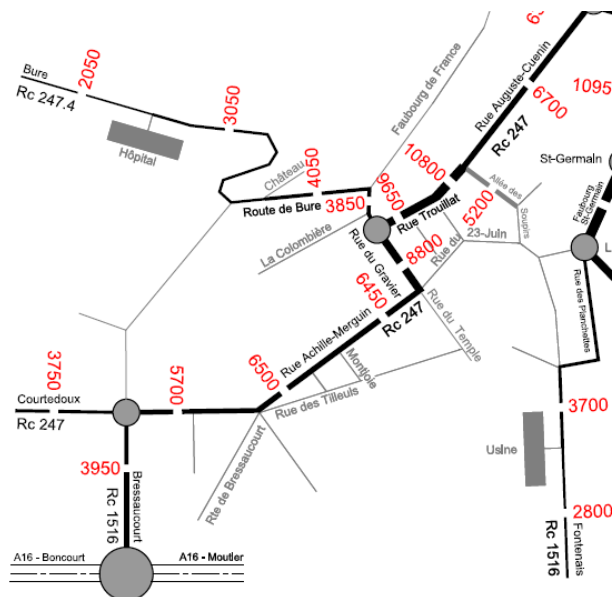 Bure
Rc 247.4
2050
3050
Hôpital
Château
4050
Route de Bure
3850
La Colombière
Faubourg de France
9650
10800
Rue Trouillat
Rue Auguste-Cuenin
Rc 247
6700
1095
St-Germain
Faubourg
St-Germain
Allée des
Soupirs
5200
Rue du
23-Juin
8800
Rue du Gravier
6450
Rc 247
Rue du Temple
Rue des Planchettes
L
3750
Courtedoux
Rc 247
5700
6500
Rue Achille-Merguin
Montjoie
Rue des Tilleuls
Rte de Bressaucourt
3950
Bressaucourt
Rc 1516
A16 - Boncourt
A16 - Moutier
3700
Usine
2800
Fontenais
Rc 1516